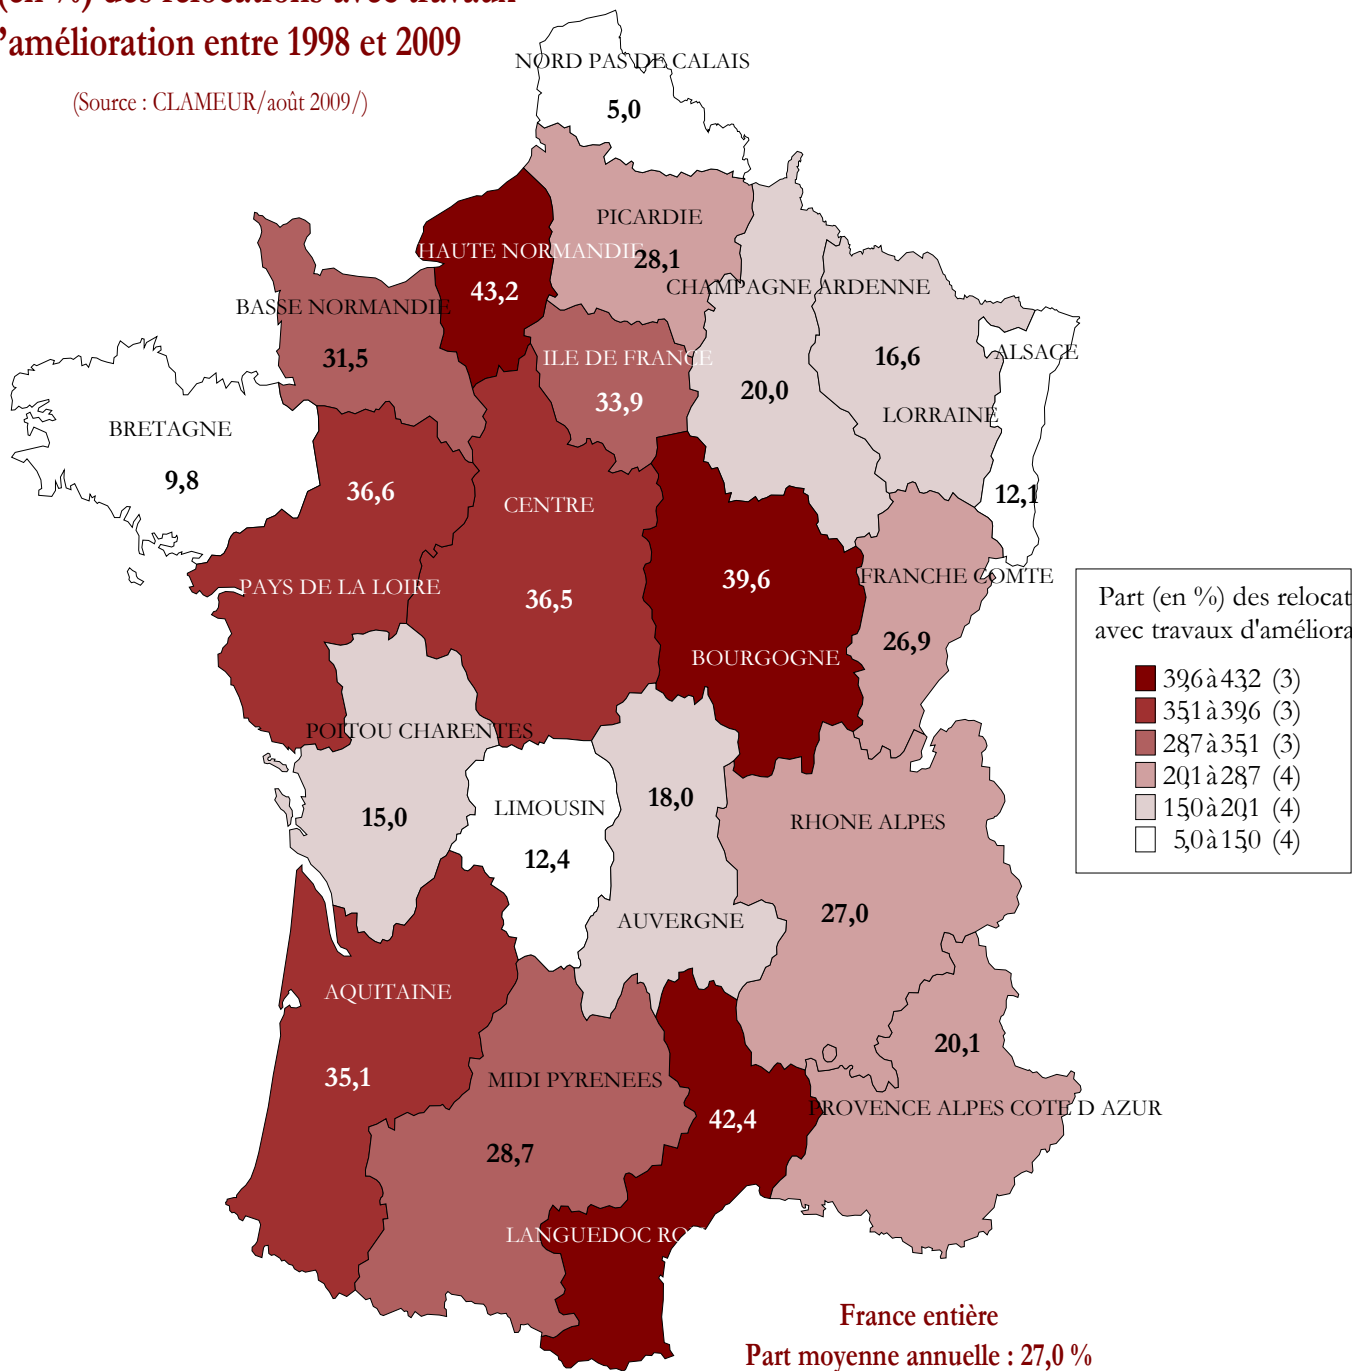 (en %) des relocations avec travaux
'amélioration entre 1998 et 2009
(Source : CLAMEUR/août 2009/)
NORD PAS DE CALAIS
5,0
PICARDIE
28,1
HAUTE NORMANDIE
43,2
BASSE NORMANDIE
31,5
CHAMPAGNE ARDENNE
20,0
ILE DE FRANCE
33,9
16,6
LORRAINE
ALSACE
12,1
BRETAGNE
9,8
36,6
PAYS DE LA LOIRE
CENTRE
36,5
39,6
BOURGOGNE
FRANCHE COMTE
26,9
POITOU CHARENTES
15,0
LIMOUSIN
12,4
18,0
AUVERGNE
RHONE ALPES
27,0
AQUITAINE
35,1
MIDI PYRENEES
28,7
42,4
LANGUEDOC RO
20,1
PROVENCE ALPES COTE D AZUR
Part (en %) des relocat
avec travaux d'améliora
39,6 à 43,2 (3)
35,1 à 39,6 (3)
28,7 à 35,1 (3)
20,1 à 28,7 (4)
15,0 à 20,1 (4)
5,0 à 15,0 (4)
France entière
Part moyenne annuelle : 27,0 %